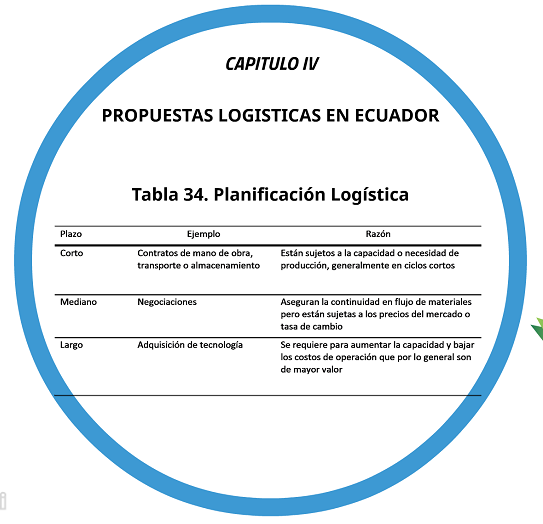 CAPITULO IV
PROPUESTAS LOGISTICAS EN ECUADOR
Tabla 34. Planificación Logística
Plazo Ejemplo Razón
Corto Contratos de mano de obra, Están sujetos a la capacidad o necesidad de
transporte o almacenamiento producción, generalmente en ciclos cortos
Mediano Negociaciones Aseguran la continuidad en flujo de materiales
pero están sujetas a los precios del mercado o
tasa de cambio
Largo Adquisición de tecnología Se requiere para aumentar la capacidad y bajar
los costos de operación que por lo general son
de mayor valor